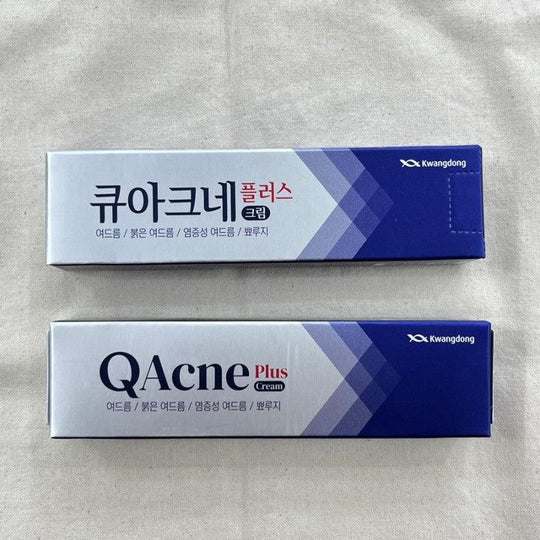 Kwangdong
큐아크네 플러스
크림
여드름 / 붉은 여드름 / 염증성 여드름 / 뾰루지
Kwangdong
QAcne Plus
Cream
여드름 / 붉은 여드름 / 염증성 여드름 / 뾰루지